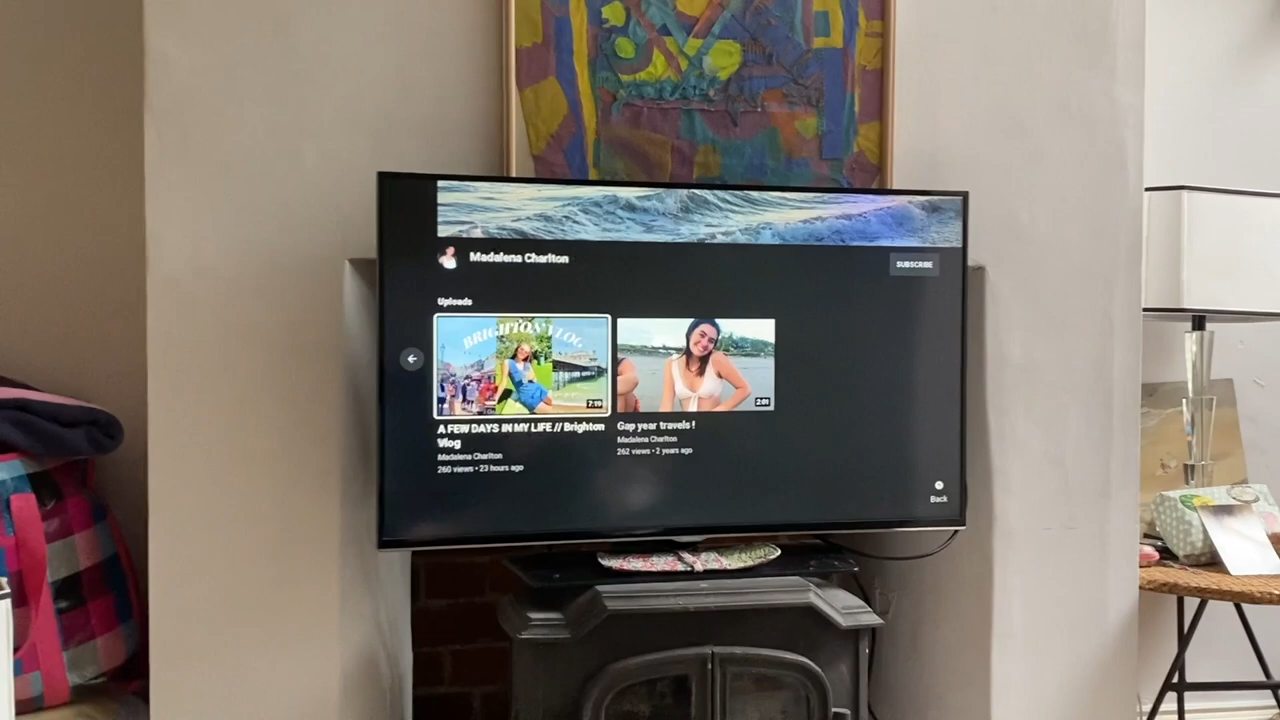 Madalena Charlton
SUBSCRIBE
Uploads
BRIGHTON VLOG
7:19
2:01
A FEW DAYS IN MY LIFE // Brighton
Vlog
Madalena Charlton
260 views • 23 hours ago
Gap year travels !
Madalena Charlton
262 views • 2 years ago
Back